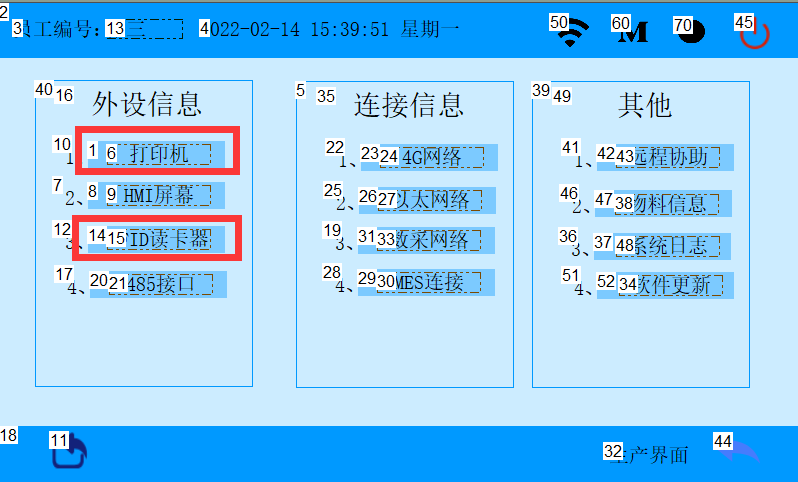 2
3 员工编号: 13 三 4 2022-02-14 15:39:51 星期一 50 60 M 70 45
40 16 外设信息
10 1 6 打印机
7 2、 8 9 HMI屏幕
12 3、 14 15 ID读卡器
17 4、 20 21 485接口
5 35 连接信息
22 1、 23 24 4G网络
25 2、 26 27 以太网络
19 3、 31 33 数采网络
28 4、 29 30 MES连接
39 49 其他
41 1、 42 43 远程协助
46 2、 47 38 物料信息
36 3、 37 48 系统日志
51 4、 52 34 软件更新
18 11 32 生产界面 44